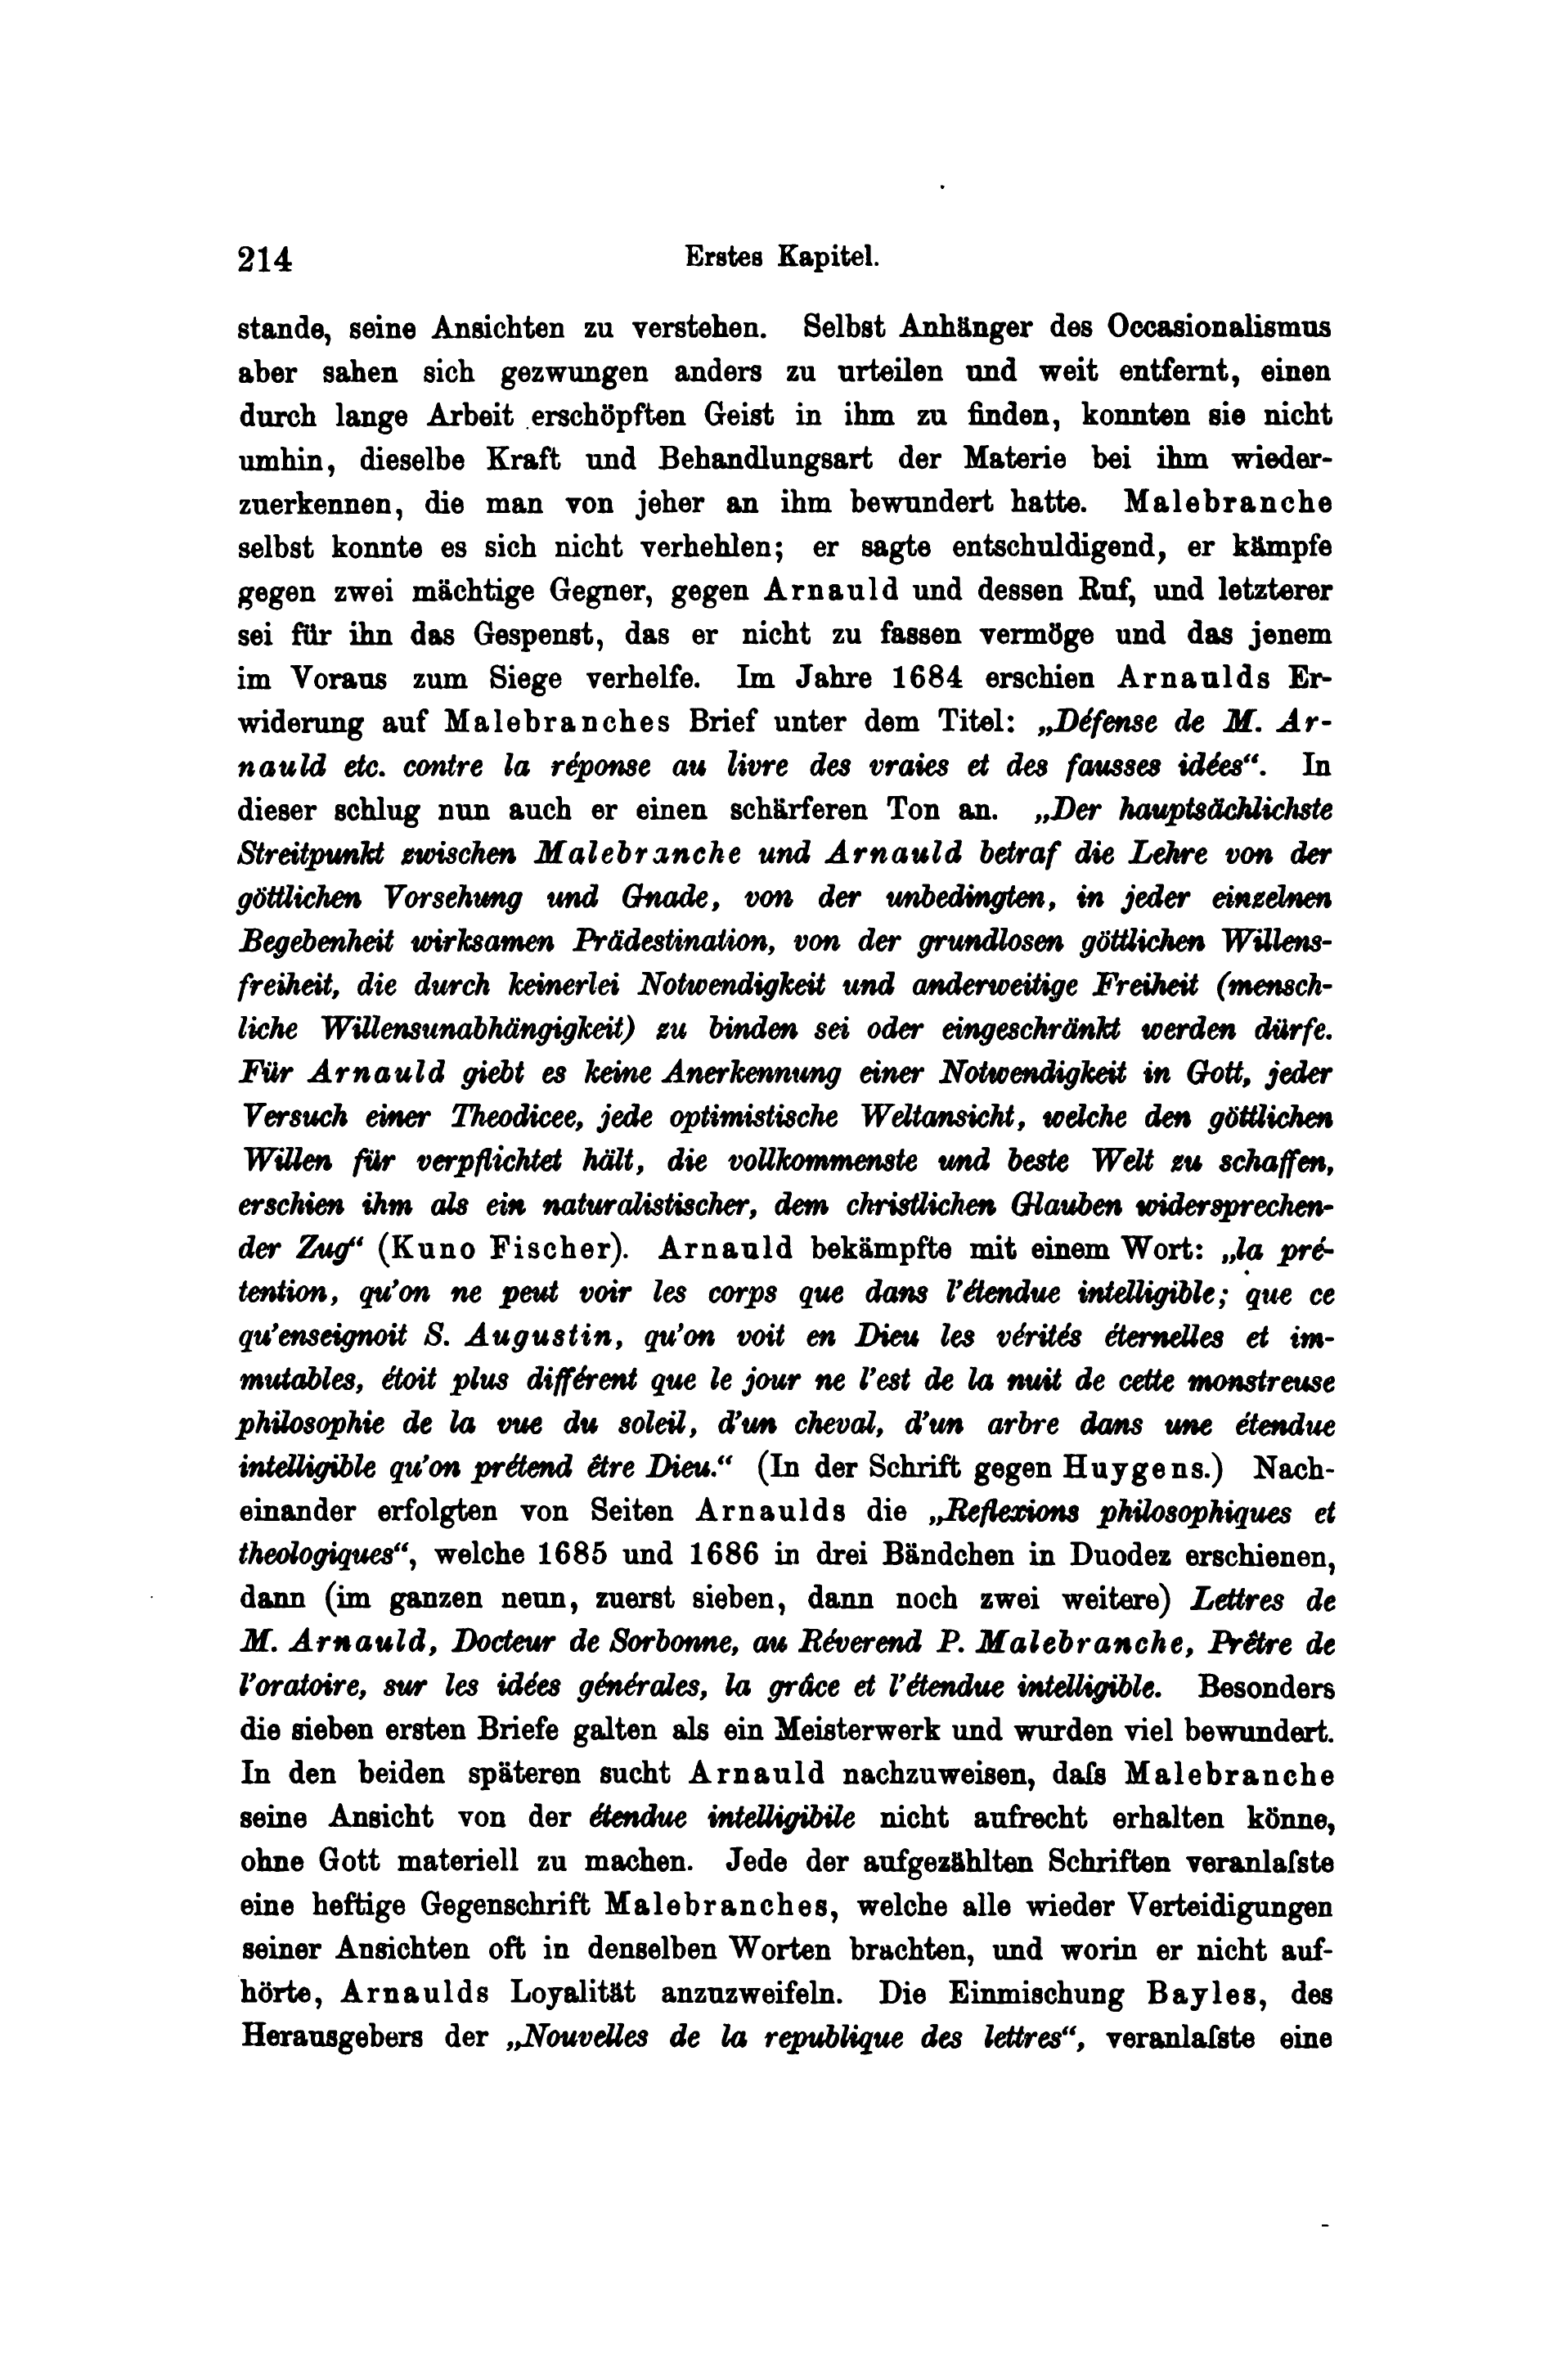 214 Erstes Kapitel.
stande, seine Ansichten zu verstehen. Selbst Anhänger des Occasionalismus
aber sahen sich gezwungen anders zu urteilen und weit entfernt, einen
durch lange Arbeit erschöpften Geist in ihm zu finden, konnten sie nicht
umhin, dieselbe Kraft und Behandlungsart der Materie bei ihm wieder-
zuerkennen, die man von jeher an ihm bewundert hatte. Malebranche
selbst konnte es sich nicht verhehlen; er sagte entschuldigend, er kämpfe
gegen zwei mächtige Gegner, gegen Arnauld und dessen Ruf, und letzterer
sei für ihn das Gespenst, das er nicht zu fassen vermöge und das jenem
im Voraus zum Siege verhelfe. Im Jahre 1684 erschien Arnaulds Er-
widerung auf Malebranches Brief unter dem Titel: „Défense de M. Ar-
nauld etc. contre la réponse au livre des vraies et des fausses idées“. In
dieser schlug nun auch er einen schärferen Ton an. „Der hauptsächlichste
Streitpunkt zwischen Malebranche und Arnauld betraf die Lehre von der
göttlichen Vorsehung und Gnade, von der unbedingten, in jeder einzelnen
Begebenheit wirksamen Prädestination, von der grundlosen göttlichen Willens-
freiheit, die durch keinerlei Notwendigkeit und anderweitige Freiheit (mensch-
liche Willensunabhängigkeit) zu binden sei oder eingeschränkt werden dürfe.
Für Arnauld giebt es keine Anerkennung einer Notwendigkeit in Gott, jeder
Versuch einer Theodicee, jede optimistische Weltansicht, welche den göttlichen
Willen für verpflichtet hält, die vollkommenste und beste Welt zu schaffen,
erschien ihm als ein naturalistischer, dem christlichen Glauben widersprechen-
der Zug“ (Kuno Fischer). Arnauld bekämpfte mit einem Wort: „la pré-
tention, qu'on ne peut voir les corps que dans l'étendue intelligible; que ce
qu'enseignoit S. Augustin, qu'on voit en Dieu les vérités éternelles et im-
mutables, étoit plus différent que le jour ne l'est de la nuit de cette monstreuse
philosophie de la vue du soleil, d'un cheval, d'un arbre dans une étendue
intelligible qu'on prétend être Dieu.“ (In der Schrift gegen Huygens.) Nach-
einander erfolgten von Seiten Arnaulds die „Reflexions philosophiques et
theologiques“, welche 1685 und 1686 in drei Bändchen in Duodez erschienen,
dann (im ganzen neun, zuerst sieben, dann noch zwei weitere) Lettres de
M. Arnauld, Docteur de Sorbonne, au Réverend P. Malebranche, Prêtre de
l'oratoire, sur les idées générales, la grâce et l'étendue intelligible. Besonders
die sieben ersten Briefe galten als ein Meisterwerk und wurden viel bewundert.
In den beiden späteren sucht Arnauld nachzuweisen, daſs Malebranche
seine Ansicht von der étendue intelligibile nicht aufrecht erhalten könne,
ohne Gott materiell zu machen. Jede der aufgezählten Schriften veranlaſste
eine heftige Gegenschrift Malebranches, welche alle wieder Verteidigungen
seiner Ansichten oft in denselben Worten brachten, und worin er nicht auf-
hörte, Arnaulds Loyalität anzuzweifeln. Die Einmischung Bayles, des
Herausgebers der „Nouvelles de la republique des lettres“, veranlaſste eine